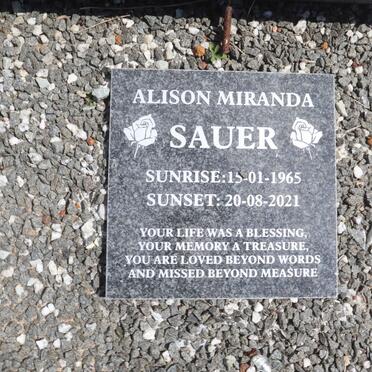 ALISON MIRANDA
SAUER
SUNRISE:15-01-1965
SUNSET: 20-08-2021
YOUR LIFE WAS A BLESSING,
YOUR MEMORY A TREASURE,
YOU ARE LOVED BEYOND WORDS
AND MISSED BEYOND MEASURE